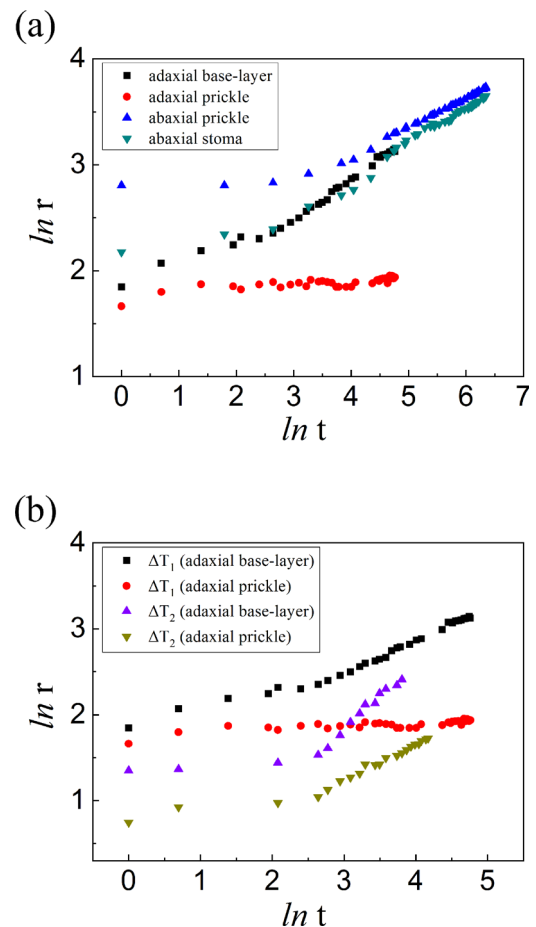 (a)
4
3
2
1
ln r
adaxial base-layer
adaxial prickle
abaxial prickle
abaxial stoma
0 1 2 3 4 5 6 7
ln t
(b)
4
3
2
1
ln r
ΔT₁ (adaxial base-layer)
ΔT₁ (adaxial prickle)
ΔT₂ (adaxial base-layer)
ΔT₂ (adaxial prickle)
0 1 2 3 4 5
ln t